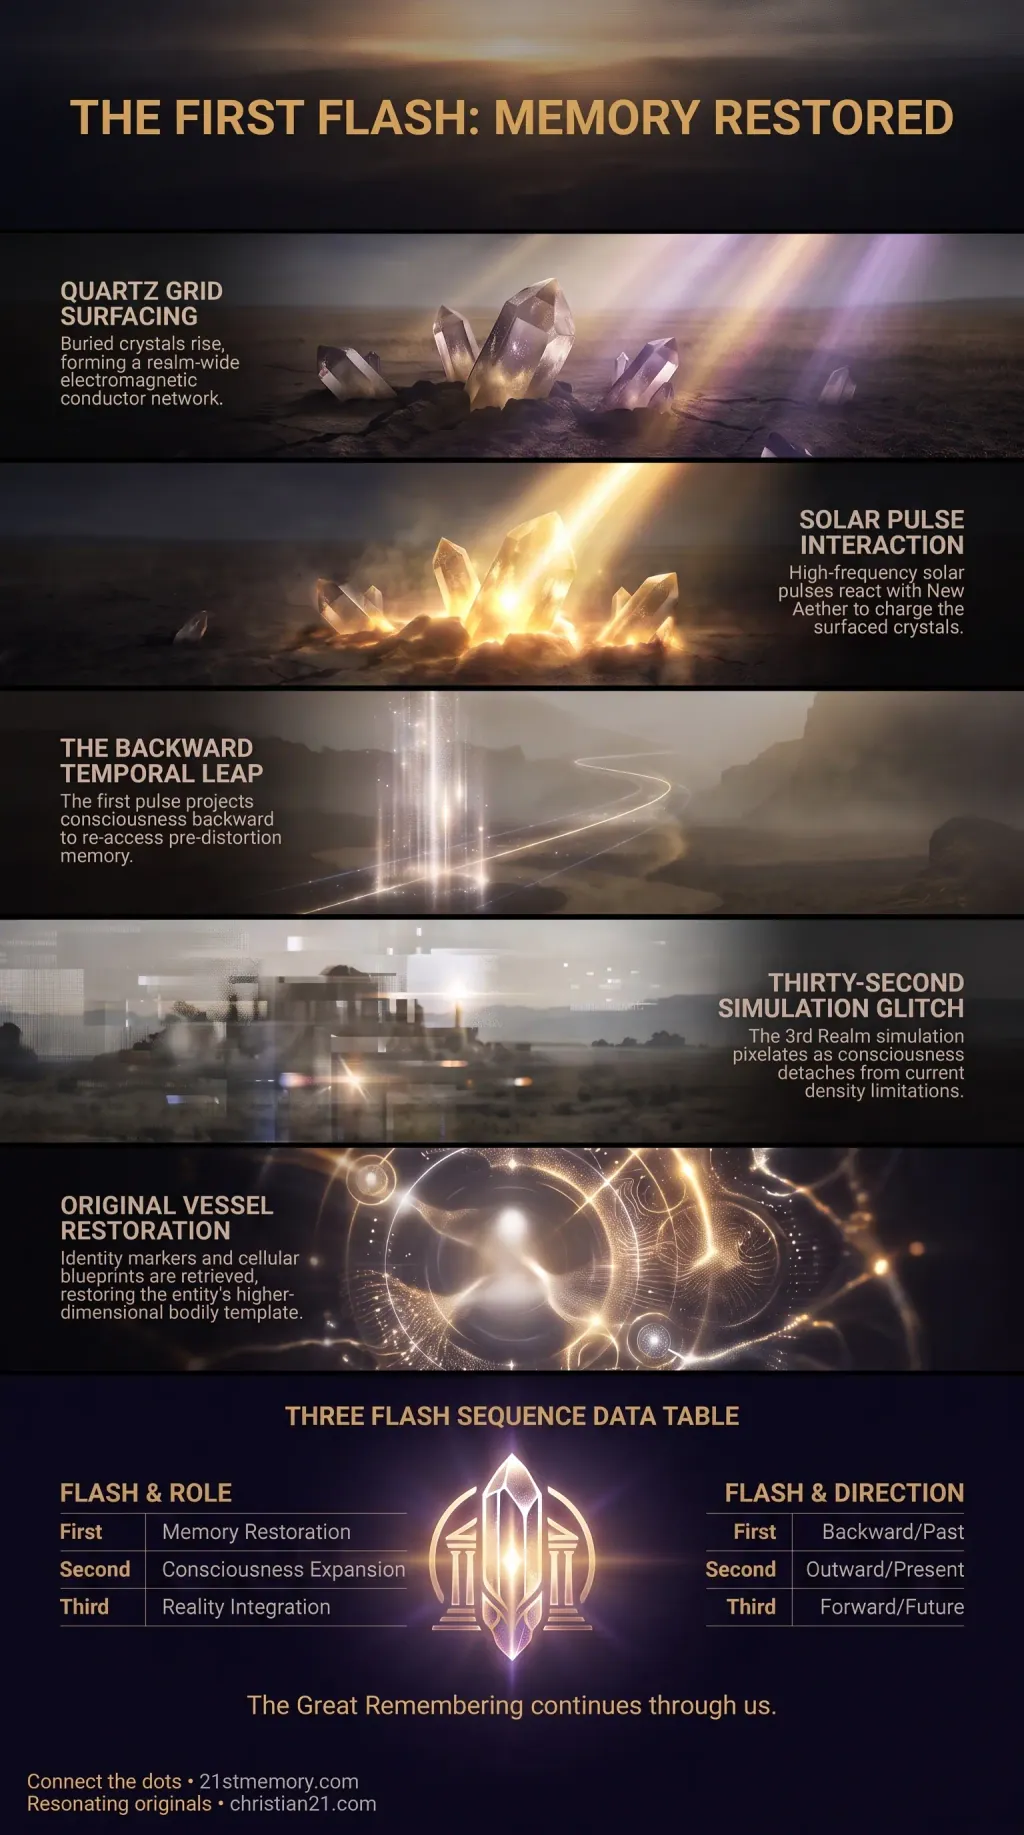 THE FIRST FLASH: MEMORY RESTORED
QUARTZ GRID
SURFACING
Buried crystals rise,
forming a realm-wide
electromagnetic
conductor network.
SOLAR PULSE
INTERACTION
High-frequency solar
pulses react with New
Aether to charge the
surfaced crystals.
THE BACKWARD
TEMPORAL LEAP
The first pulse projects
consciousness backward
to re-access pre-distortion
memory.
THIRTY-SECOND
SIMULATION GLITCH
The 3rd Realm simulation
pixelates as consciousness
detaches from current
density limitations.
ORIGINAL VESSEL
RESTORATION
Identity markers and cellular
blueprints are retrieved,
restoring the entity's higher-
dimensional bodily template.
THREE FLASH SEQUENCE DATA TABLE
FLASH & ROLE
First Memory Restoration
Second Consciousness Expansion
Third Reality Integration
FLASH & DIRECTION
First Backward/Past
Second Outward/Present
Third Forward/Future
The Great Remembering continues through us.
Connect the dots • 21stmemory.com
Resonating originals • christian21.com